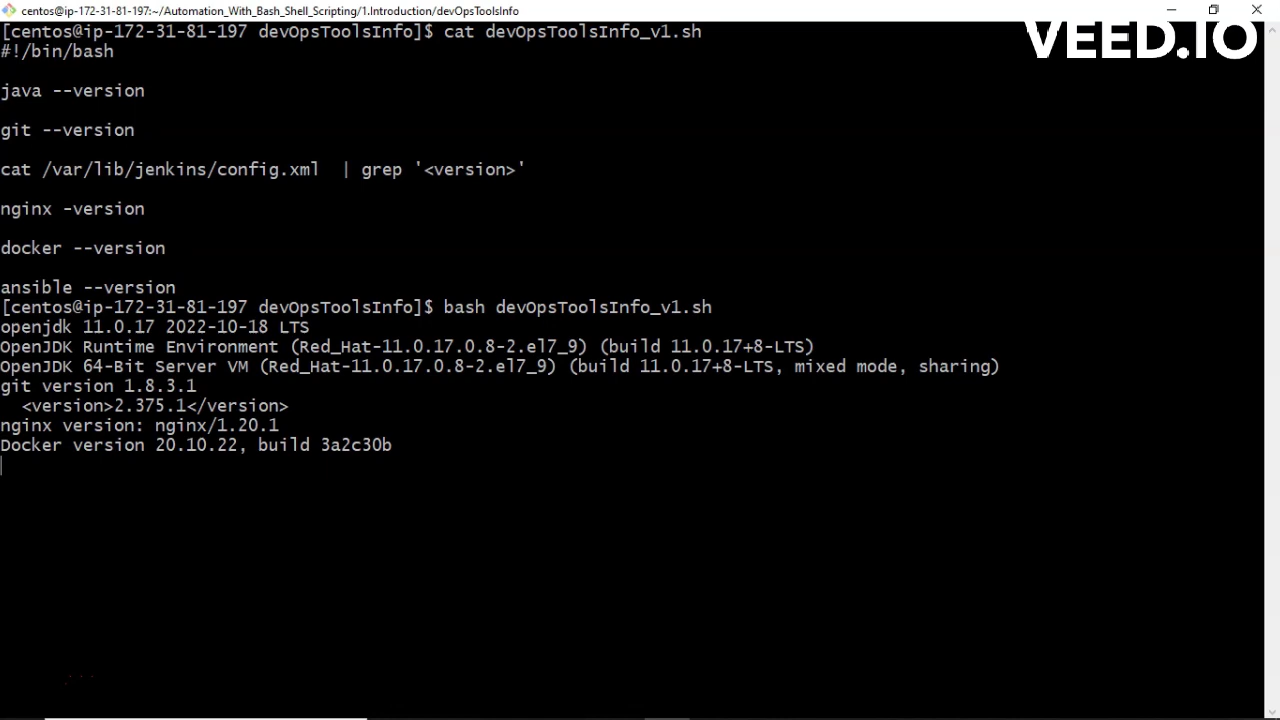 centos@ip-172-31-81-197:~/Automation_With_Bash_Shell_Scripting/1.Introduction/devOpsToolsInfo
[centos@ip-172-31-81-197 devOpsToolsInfo]$ cat devOpsToolsInfo_v1.sh
VEED.IO
#!/bin/bash
java --version
git --version
cat /var/lib/jenkins/config.xml  | grep '<version>'
nginx -version
docker --version
ansible --version
[centos@ip-172-31-81-197 devOpsToolsInfo]$ bash devOpsToolsInfo_v1.sh
openjdk 11.0.17 2022-10-18 LTS
OpenJDK Runtime Environment (Red_Hat-11.0.17.0.8-2.el7_9) (build 11.0.17+8-LTS)
OpenJDK 64-Bit Server VM (Red_Hat-11.0.17.0.8-2.el7_9) (build 11.0.17+8-LTS, mixed mode, sharing)
git version 1.8.3.1
  <version>2.375.1</version>
nginx version: nginx/1.20.1
Docker version 20.10.22, build 3a2c30b